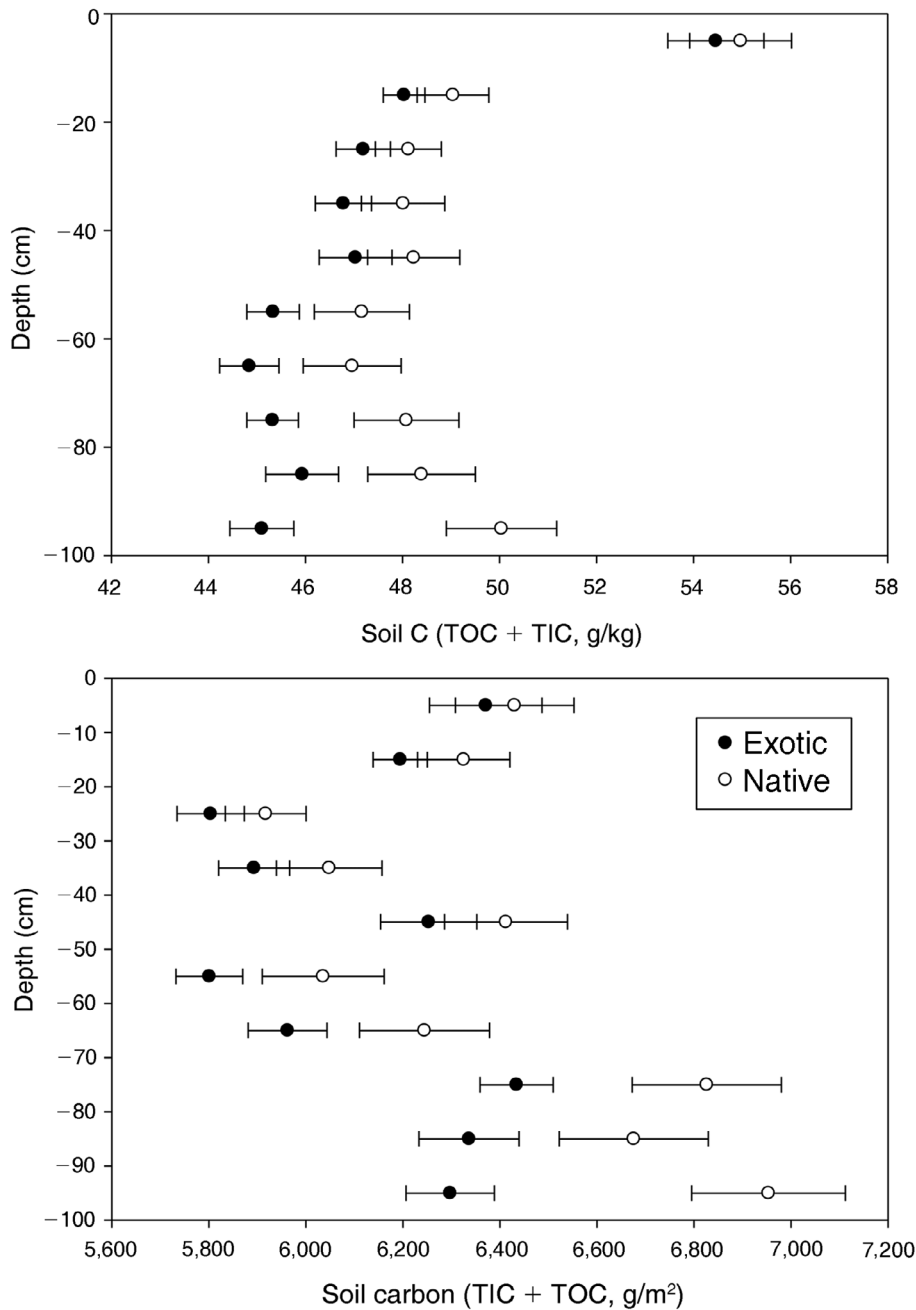 0
−20
−40
−60
−80
−100
Depth (cm)
42 44 46 48 50 52 54 56 58
Soil C (TOC + TIC, g/kg)
0
−10
−20
−30
−40
−50
−60
−70
−80
−90
−100
Depth (cm)
Exotic
Native
5,600 5,800 6,000 6,200 6,400 6,600 6,800 7,000 7,200
Soil carbon (TIC + TOC, g/m²)